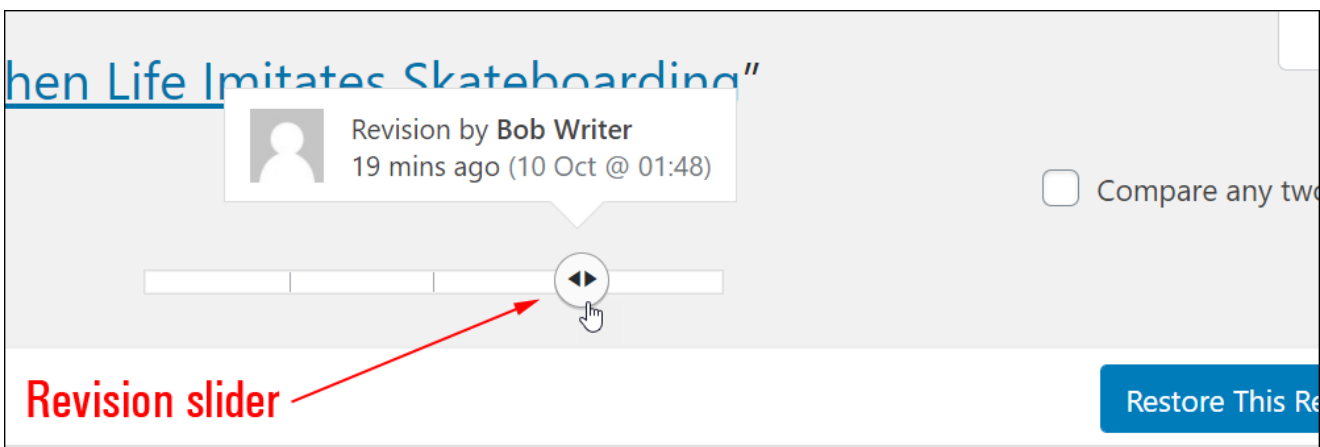 hen Life Imitates Skateboarding”
Revision by Bob Writer
19 mins ago (10 Oct @ 01:48)
Compare any two
Revision slider
Restore This Re